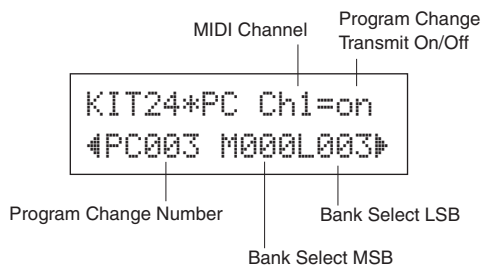 MIDI Channel
Program Change
Transmit On/Off
KIT24*PC Ch1=on
PC003 M000L003
Program Change Number
Bank Select LSB
Bank Select MSB